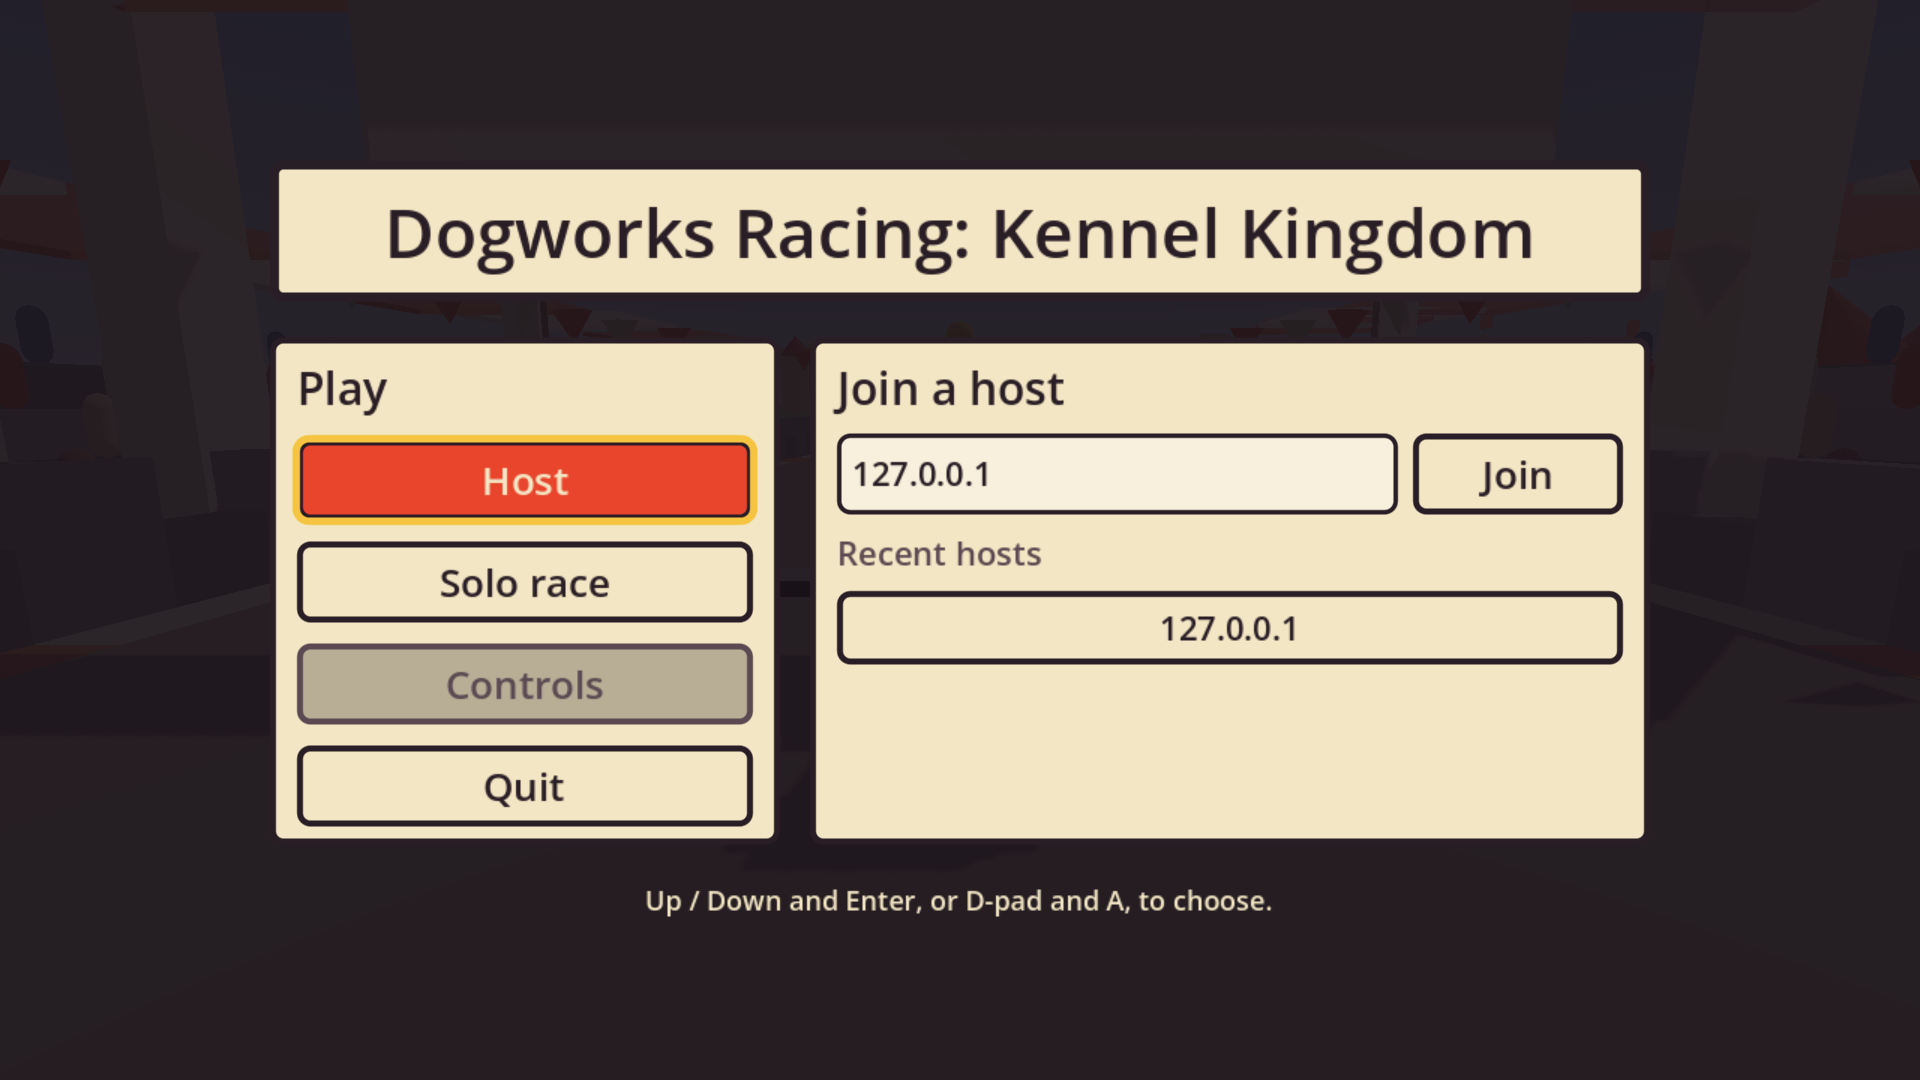 Dogworks Racing: Kennel Kingdom
Play
Host
Solo race
Controls
Quit
Join a host
127.0.0.1
Join
Recent hosts
127.0.0.1
Up / Down and Enter, or D-pad and A, to choose.